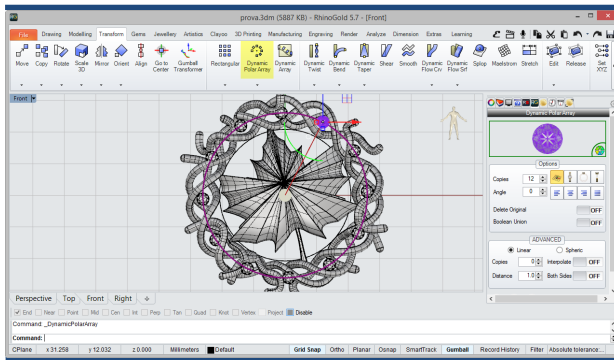 prova.3dm (5887 KB) - RhinoGold 5.7 - [Front]
File Drawing Modelling Transform Gems Jewellery Artistics Clayoo 3D Printing Manufacturing Engraving Render Analyze Dimension Extras Learning
Move Copy Rotate Scale 3D Mirror Orient Align Go to Center Gumball Transformer Rectangular Dynamic Polar Array Dynamic Array Dynamic Twist Dynamic Bend Dynamic Taper Shear Smooth Dynamic Flow Crv Dynamic Flow Srf Splop Maelstrom Stretch Edit Release Set XYZ
Front
Dynamic Polar Array
Options
Copies 12
Angle 0
Delete Original OFF
Boolean Union OFF
ADVANCED
Linear Spheric
Copies 0 Interpolate OFF
Distance 1.0 Both Sides OFF
Perspective Top Front Right
End Near Point Mid Cen Int Perp Tan Quad Knot Vertex Project Disable
Command: _DynamicPolarArray
Command:
CPlane x 31.258 y 12.032 z 0.000 Millimeters Default Grid Snap Ortho Planar Osnap SmartTrack Gumball Record History Filter Absolute tolerance:...